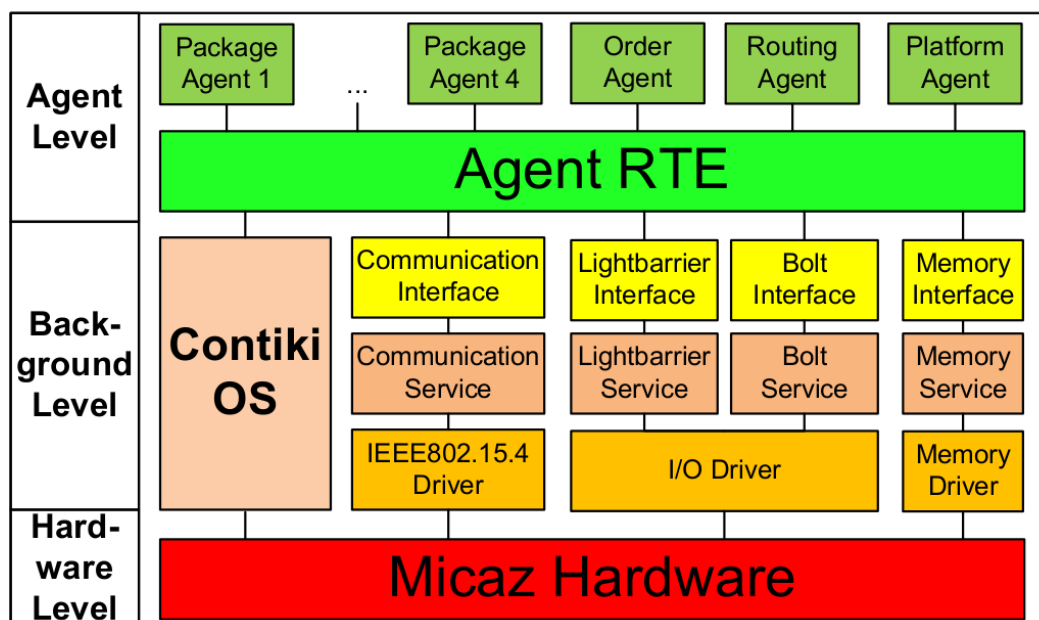 Agent
Level
Package
Agent 1
...
Package
Agent 4
Order
Agent
Routing
Agent
Platform
Agent
Agent RTE
Back-
ground
Level
Contiki
OS
Communication
Interface
Lightbarrier
Interface
Bolt
Interface
Memory
Interface
Communication
Service
Lightbarrier
Service
Bolt
Service
Memory
Service
IEEE802.15.4
Driver
I/O Driver
Memory
Driver
Hard-
ware
Level
Micaz Hardware